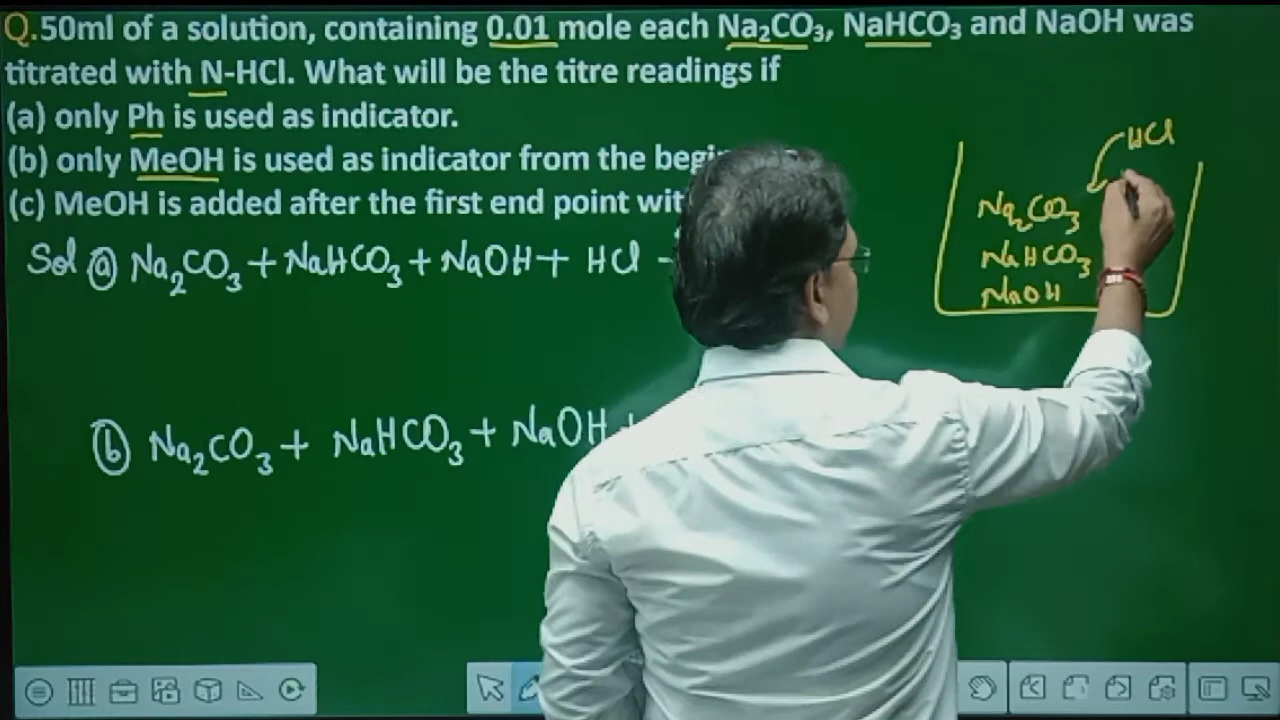 Q.50ml of a solution, containing 0.01 mole each Na₂CO₃, NaHCO₃ and NaOH was
titrated with N-HCl. What will be the titre readings if
(a) only Ph is used as indicator.
(b) only MeOH is used as indicator from the
(c) MeOH is added after the first end point
Sol (a) Na₂CO₃ + NaHCO₃ + NaOH + HCl
(b) Na₂CO₃ + NaHCO₃ + NaOH
HCl
Na₂CO₃
NaHCO₃
NaOH